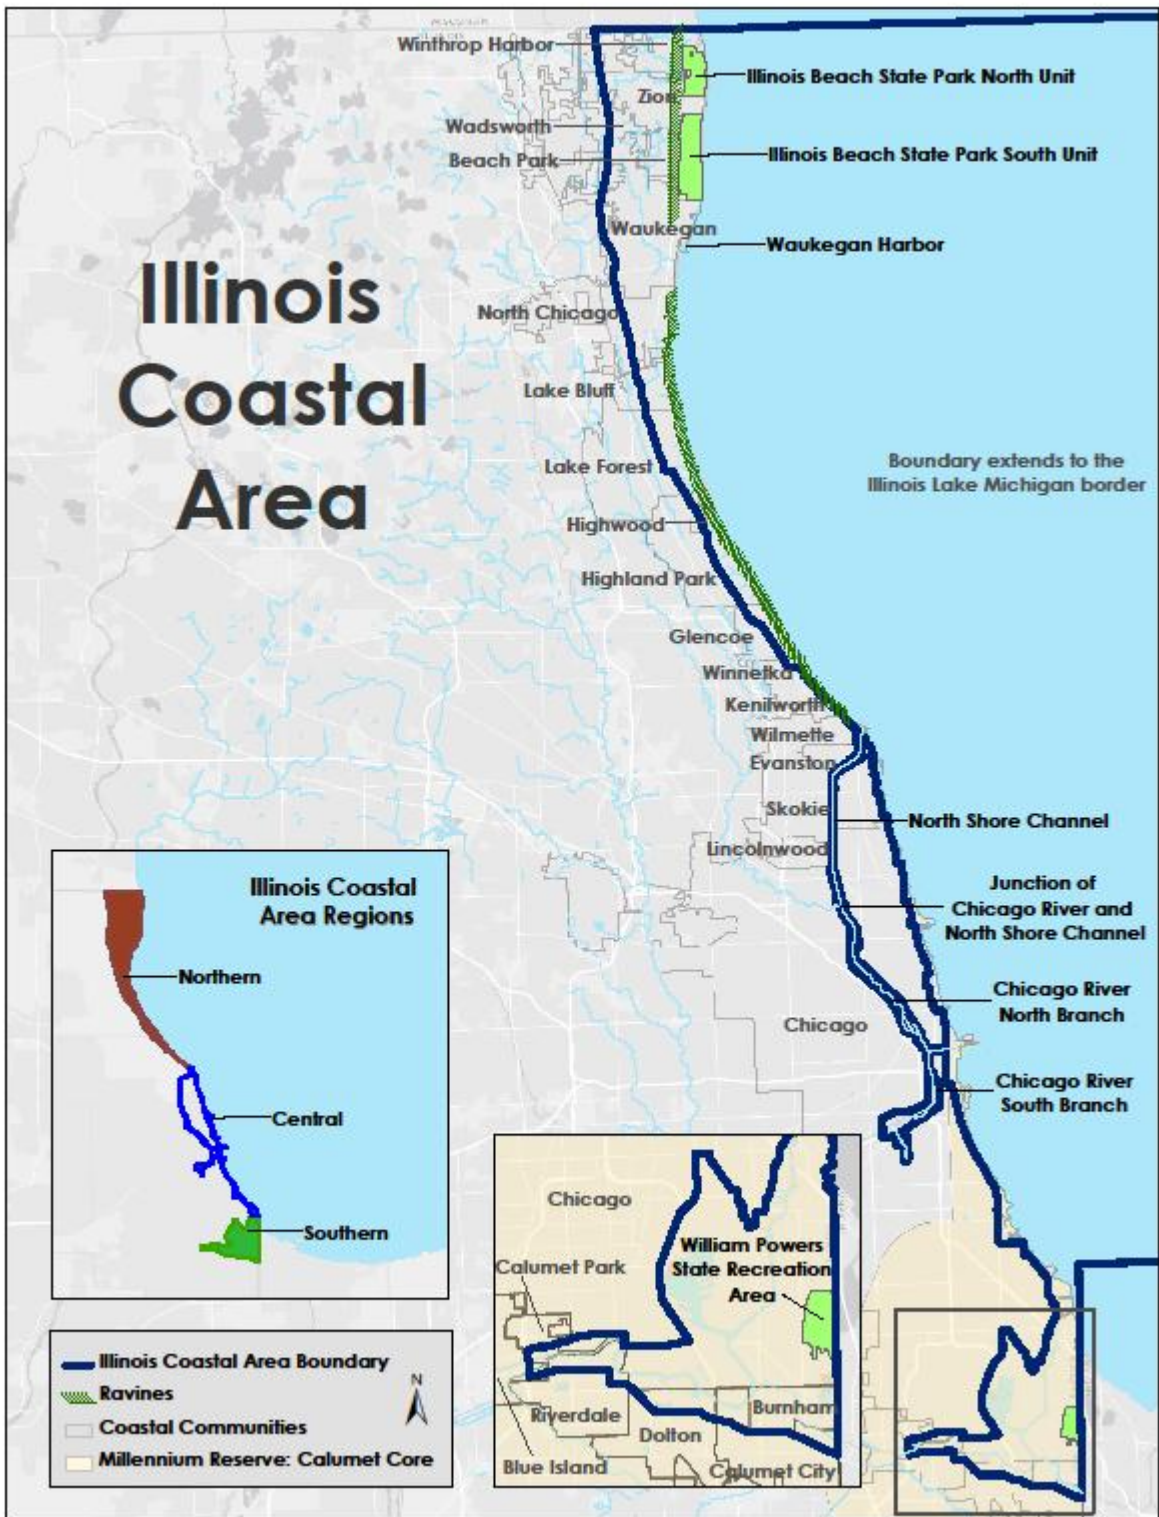 Winthrop Harbor
Illinois Beach State Park North Unit
Zion
Wadsworth
Beach Park
Illinois Beach State Park South Unit
Waukegan
Waukegan Harbor
Illinois
Coastal
Area
North Chicago
Lake Bluff
Lake Forest
Boundary extends to the
Illinois Lake Michigan border
Highwood
Highland Park
Glencoe
Winnetka
Kenilworth
Wilmette
Evanston
Skokie
North Shore Channel
Lincolnwood
Junction of
Chicago River and
North Shore Channel
Chicago River
North Branch
Chicago
Chicago River
South Branch
Illinois Coastal
Area Regions
Northern
Central
Southern
Chicago
William Powers
State Recreation
Area
Calumet Park
Riverdale
Burnham
Dolton
Blue Island
Calumet City
Illinois Coastal Area Boundary
Ravines
N
Coastal Communities
Millennium Reserve: Calumet Core